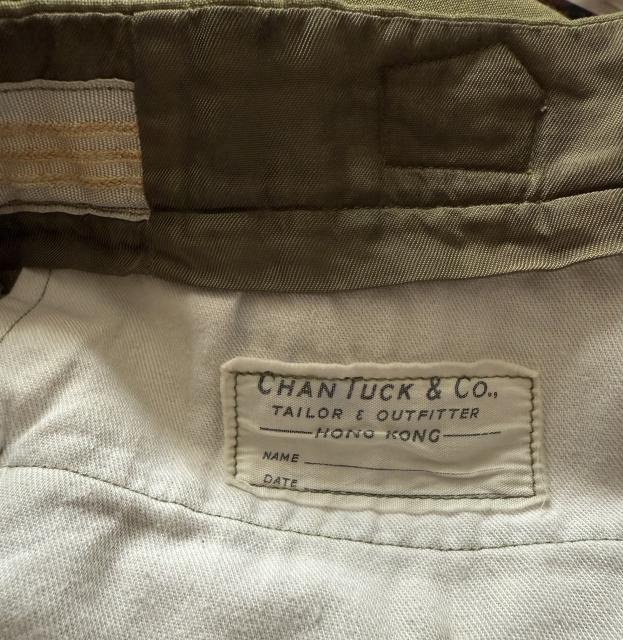 CHAN TUCK & CO.,
TAILOR & OUTFITTER
HONG KONG
NAME
DATE